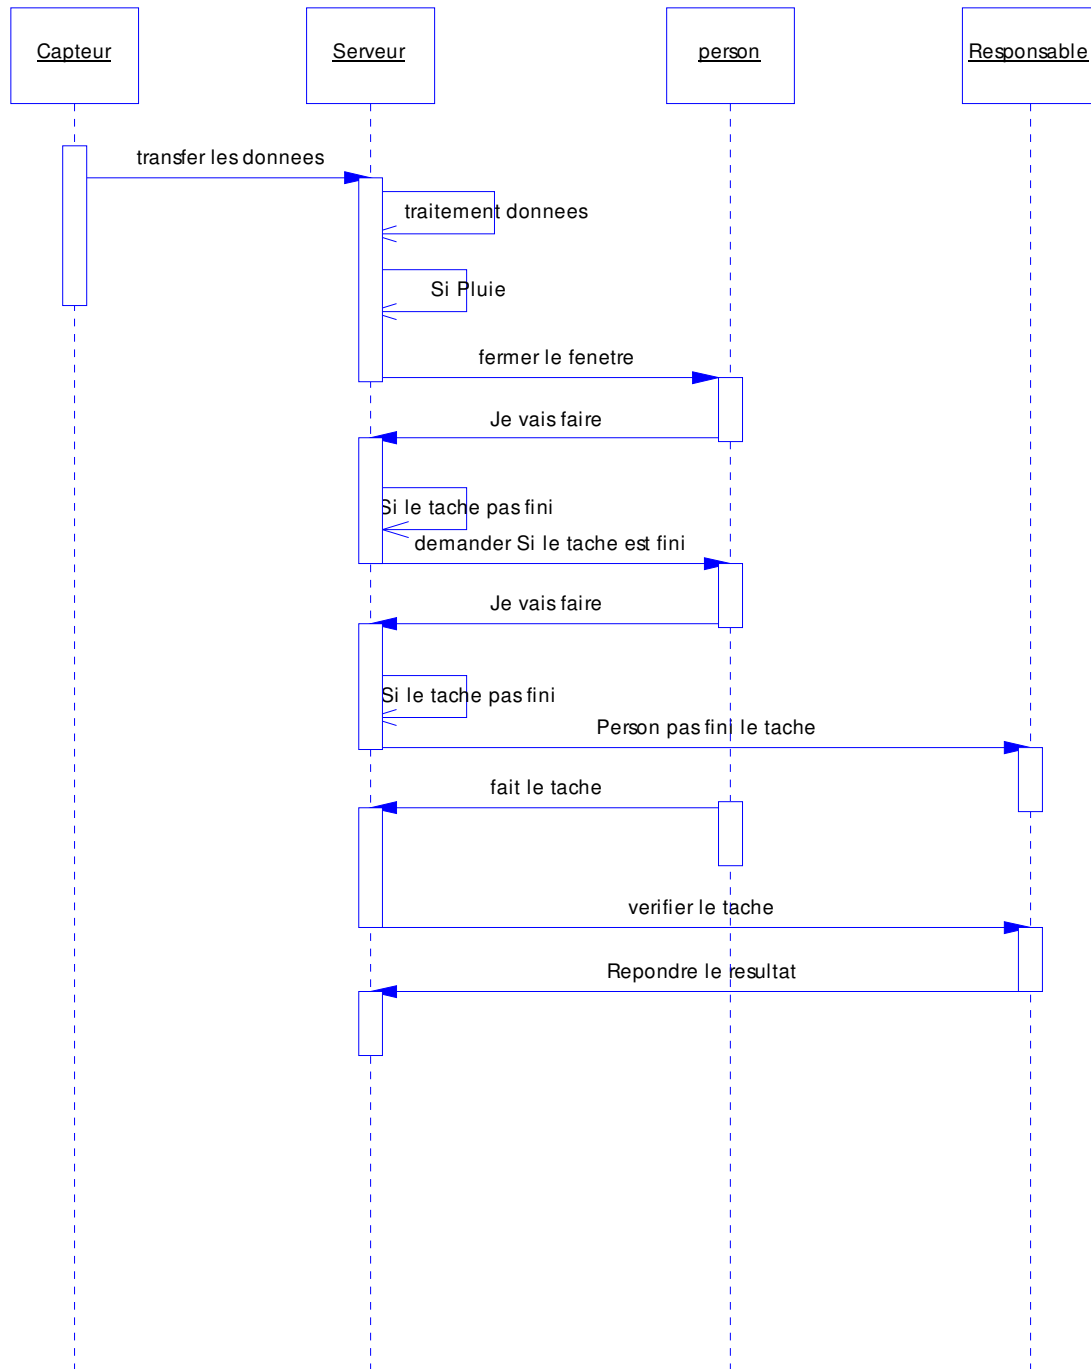 Capteur
Serveur
person
Responsable
transfer les donnees
traitement donnees
Si Pluie
fermer le fenetre
Je vais faire
Si le tache pas fini
demander Si le tache est fini
Je vais faire
Si le tache pas fini
Person pas fini le tache
fait le tache
verifier le tache
Repondre le resultat